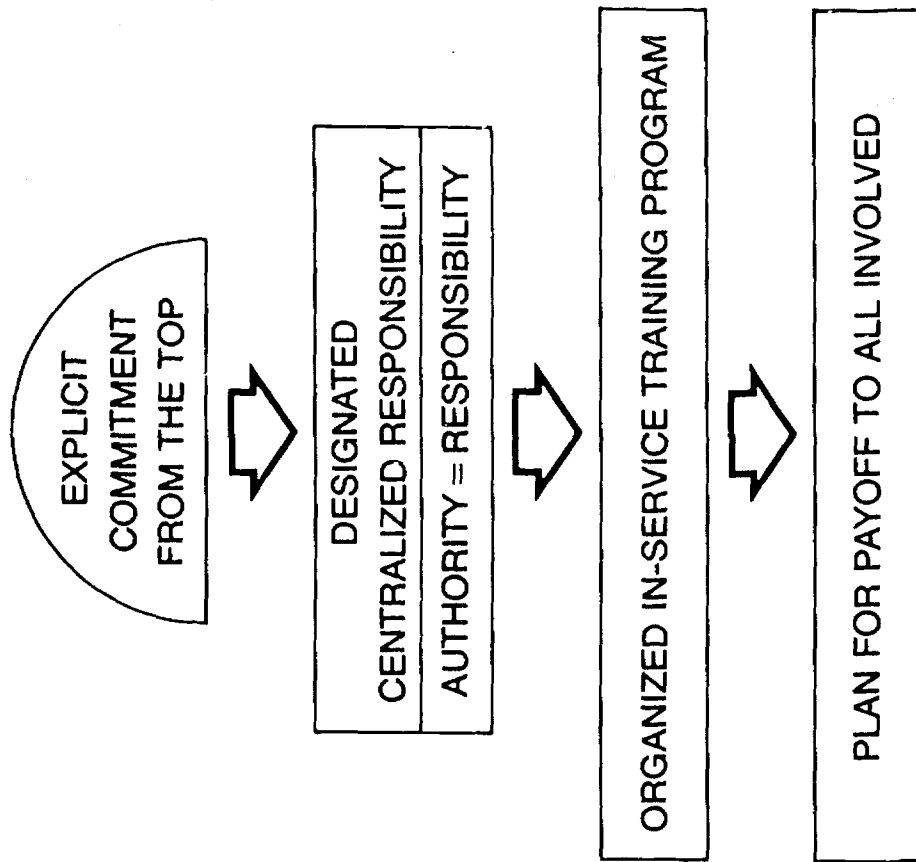 EXPLICIT
COMMITMENT
FROM THE TOP
DESIGNATED
CENTRALIZED RESPONSIBILITY
AUTHORITY = RESPONSIBILITY
ORGANIZED IN-SERVICE TRAINING PROGRAM
PLAN FOR PAYOFF TO ALL INVOLVED